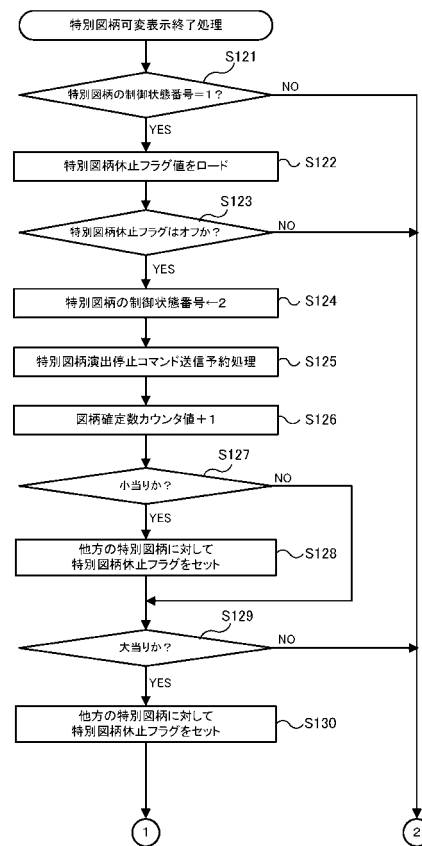 特別図柄可変表示終了処理
S121
特別図柄の制御状態番号=1?
NO
YES
特別図柄休止フラグ値をロード
S122
S123
特別図柄休止フラグはオフか?
NO
YES
特別図柄の制御状態番号←2
S124
特別図柄演出停止コマンド送信予約処理
S125
図柄確定数カウンタ値+1
S126
S127
小当りか?
NO
YES
他方の特別図柄に対して
特別図柄休止フラグをセット
S128
S129
大当りか?
NO
YES
他方の特別図柄に対して
特別図柄休止フラグをセット
S130
1
2